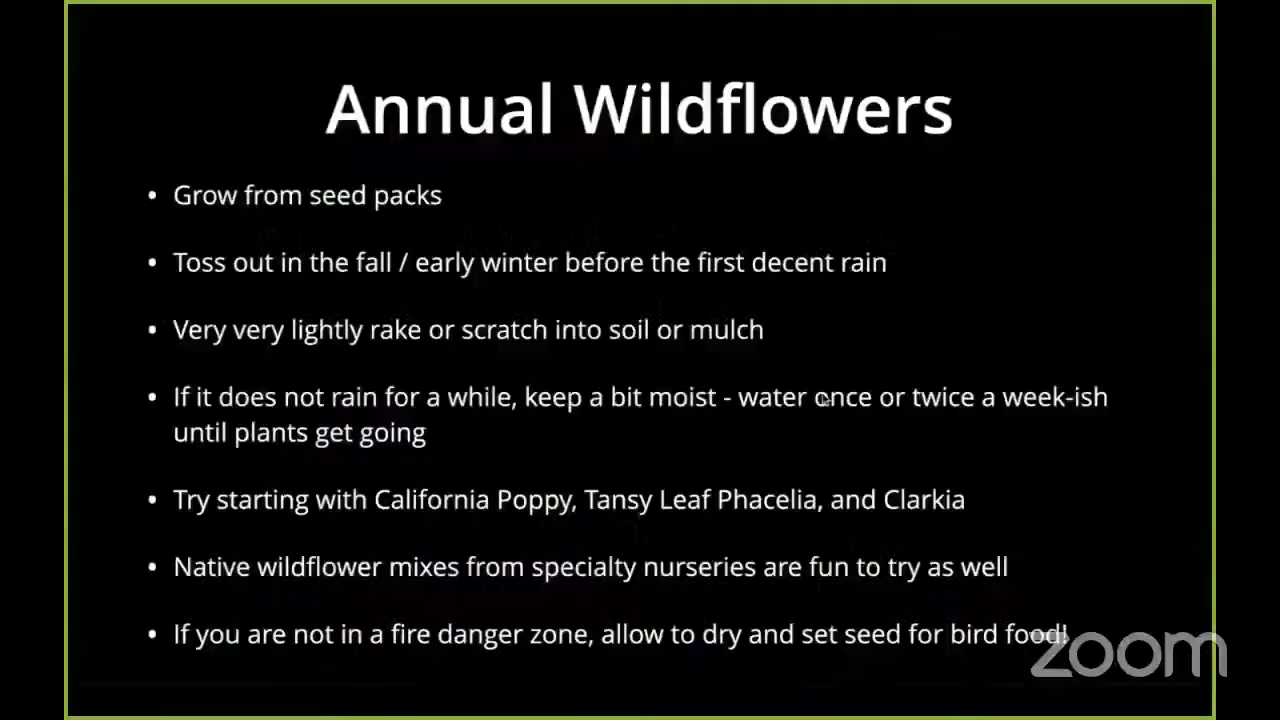 Annual Wildflowers
• Grow from seed packs
• Toss out in the fall / early winter before the first decent rain
• Very very lightly rake or scratch into soil or mulch
• If it does not rain for a while, keep a bit moist - water once or twice a week-ish
until plants get going
• Try starting with California Poppy, Tansy Leaf Phacelia, and Clarkia
• Native wildflower mixes from specialty nurseries are fun to try as well
• If you are not in a fire danger zone, allow to dry and set seed for bird food!
zoom